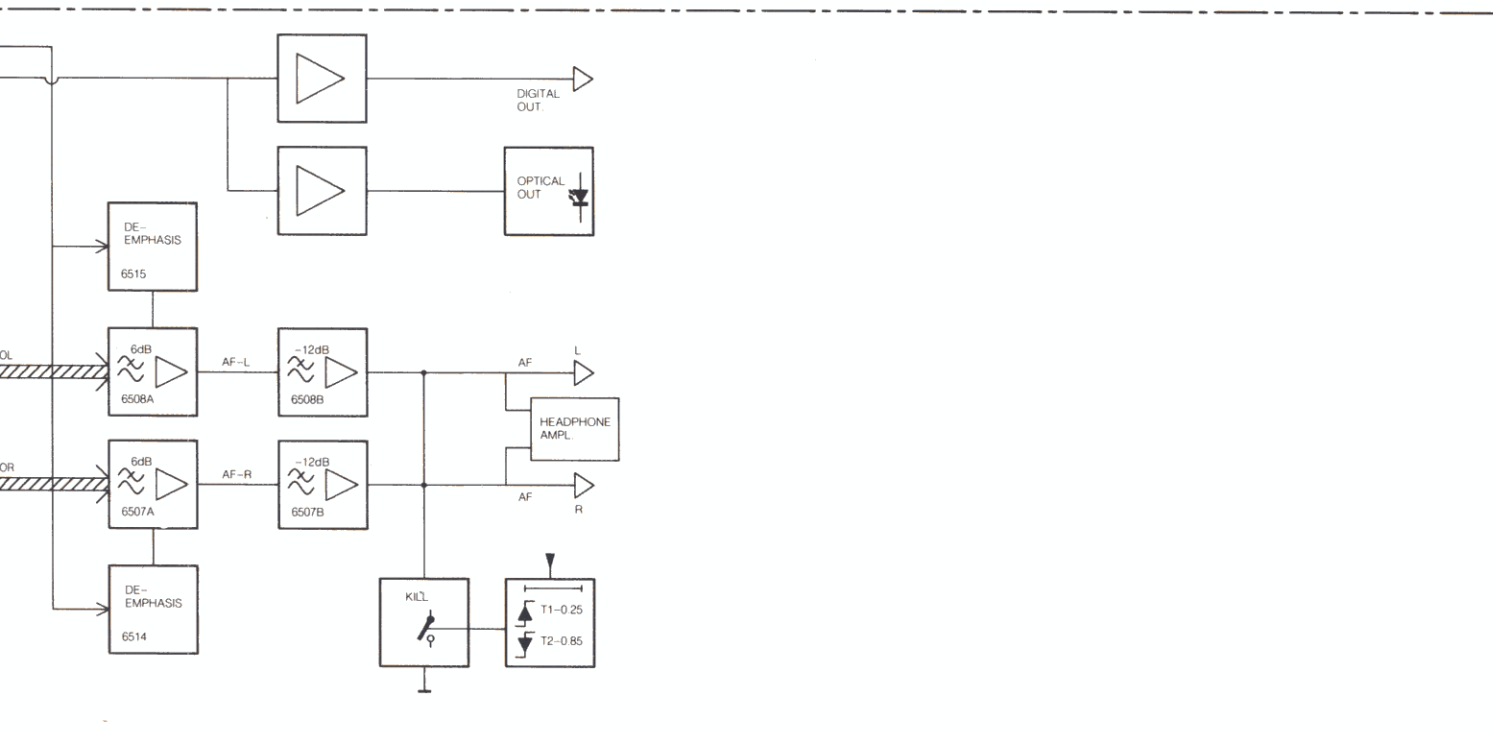 DIGITAL
OUT.
OPTICAL
OUT
DE-
EMPHASIS
6515
6dB
6508A
AF-L
-12dB
6508B
AF
L
OL
HEADPHONE
AMPL.
OR
6dB
6507A
AF-R
-12dB
6507B
AF
R
DE-
EMPHASIS
6514
KILL
T1-0.25
T2-0.85